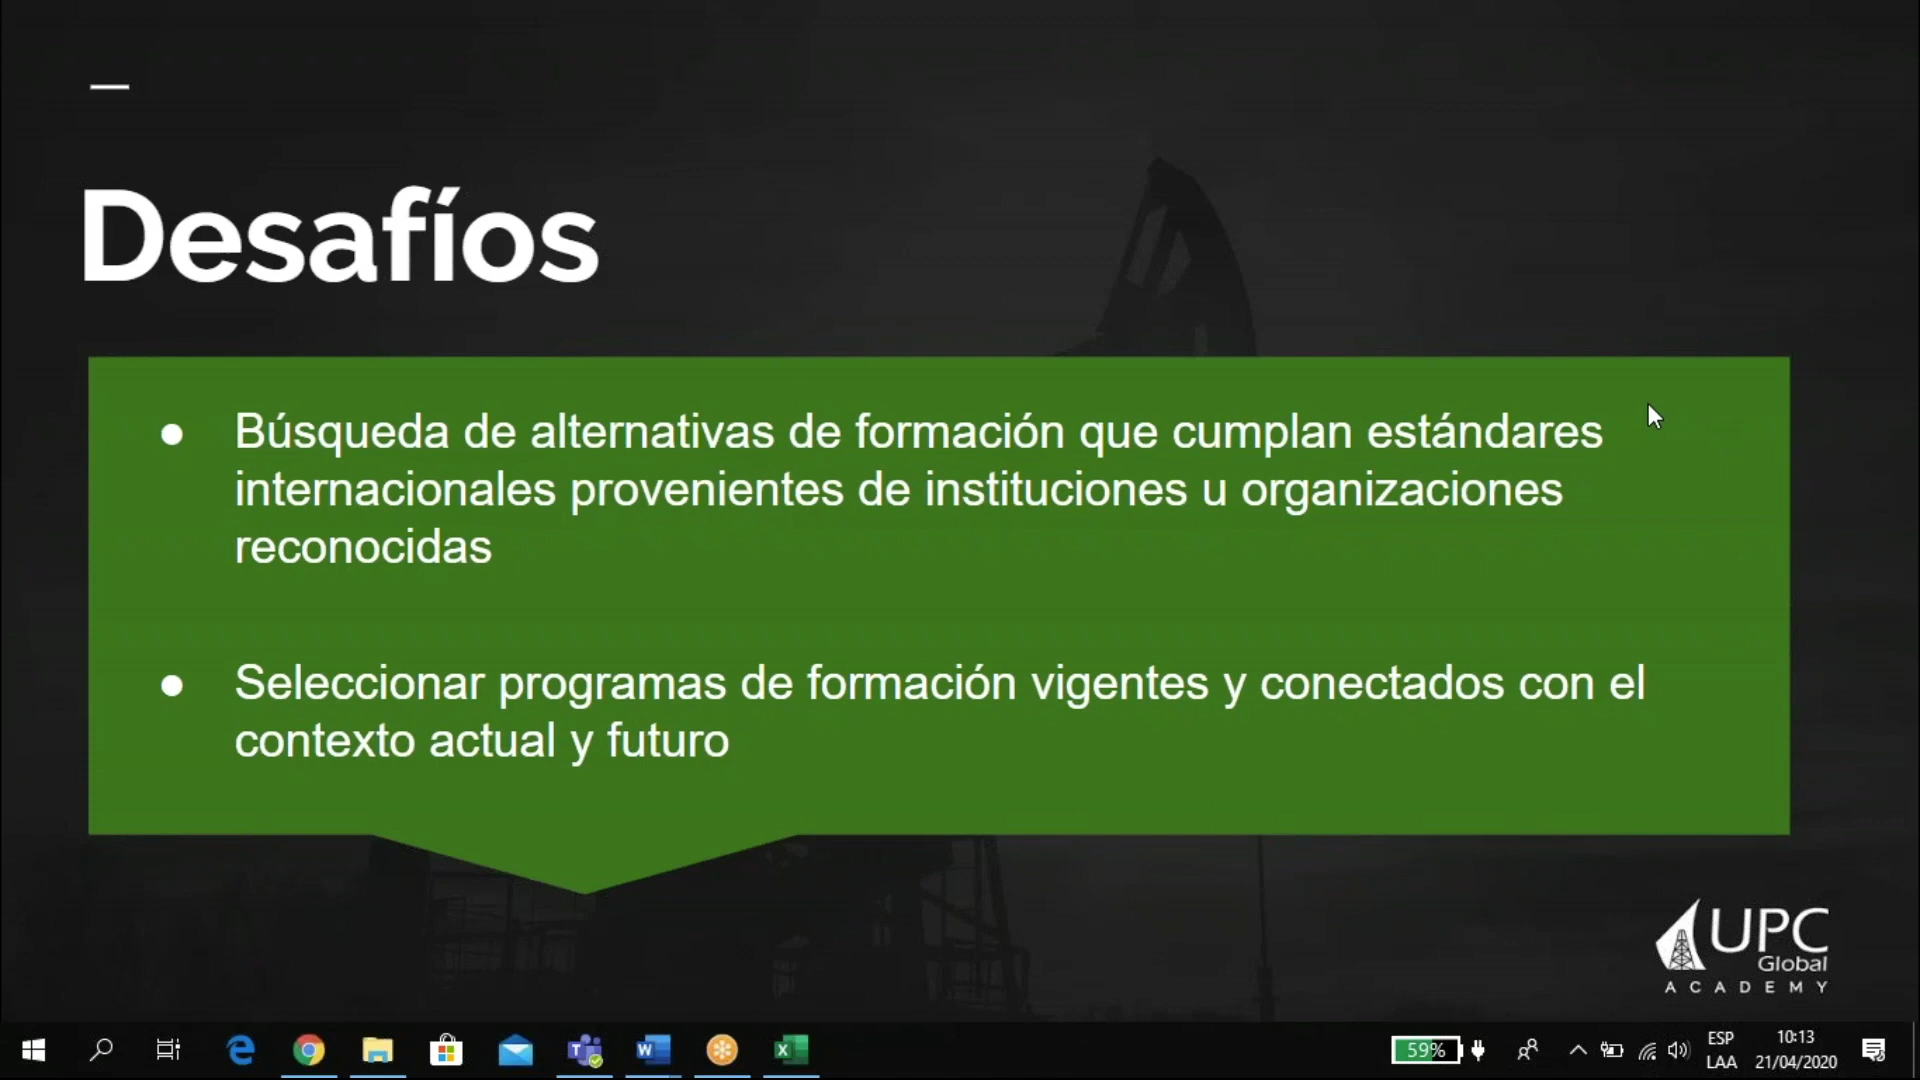 Desafíos
● Búsqueda de alternativas de formación que cumplan estándares
internacionales provenientes de instituciones u organizaciones
reconocidas
● Seleccionar programas de formación vigentes y conectados con el
contexto actual y futuro
UPC
Global
ACADEMY
59%
ESP
LAA
10:13
21/04/2020